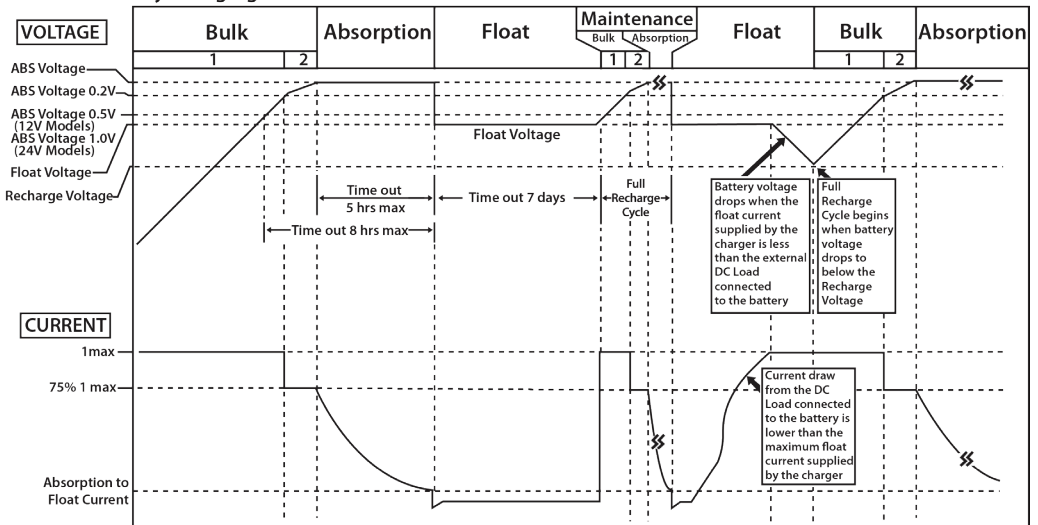 VOLTAGE
Bulk
Absorption
Float
Maintenance
Bulk
Absorption
Float
Bulk
Absorption
1
2
1
2
1
2
ABS Voltage
ABS Voltage 0.2V
ABS Voltage 0.5V
(12V Models)
ABS Voltage 1.0V
(24V Models)
Float Voltage
Recharge Voltage
Float Voltage
Time out
5 hrs max
Time out 7 days
Full
Recharge
Cycle
Time out 8 hrs max
Battery voltage
drops when the
float current
supplied by the
charger is less
than the external
DC Load
connected
to the battery
Full
Recharge
Cycle begins
when battery
voltage
drops to
below the
Recharge
Voltage
CURRENT
1max
75% 1 max
Absorption to
Float Current
Current draw
from the DC
Load connected
to the battery is
lower than the
maximum float
current supplied
by the charger